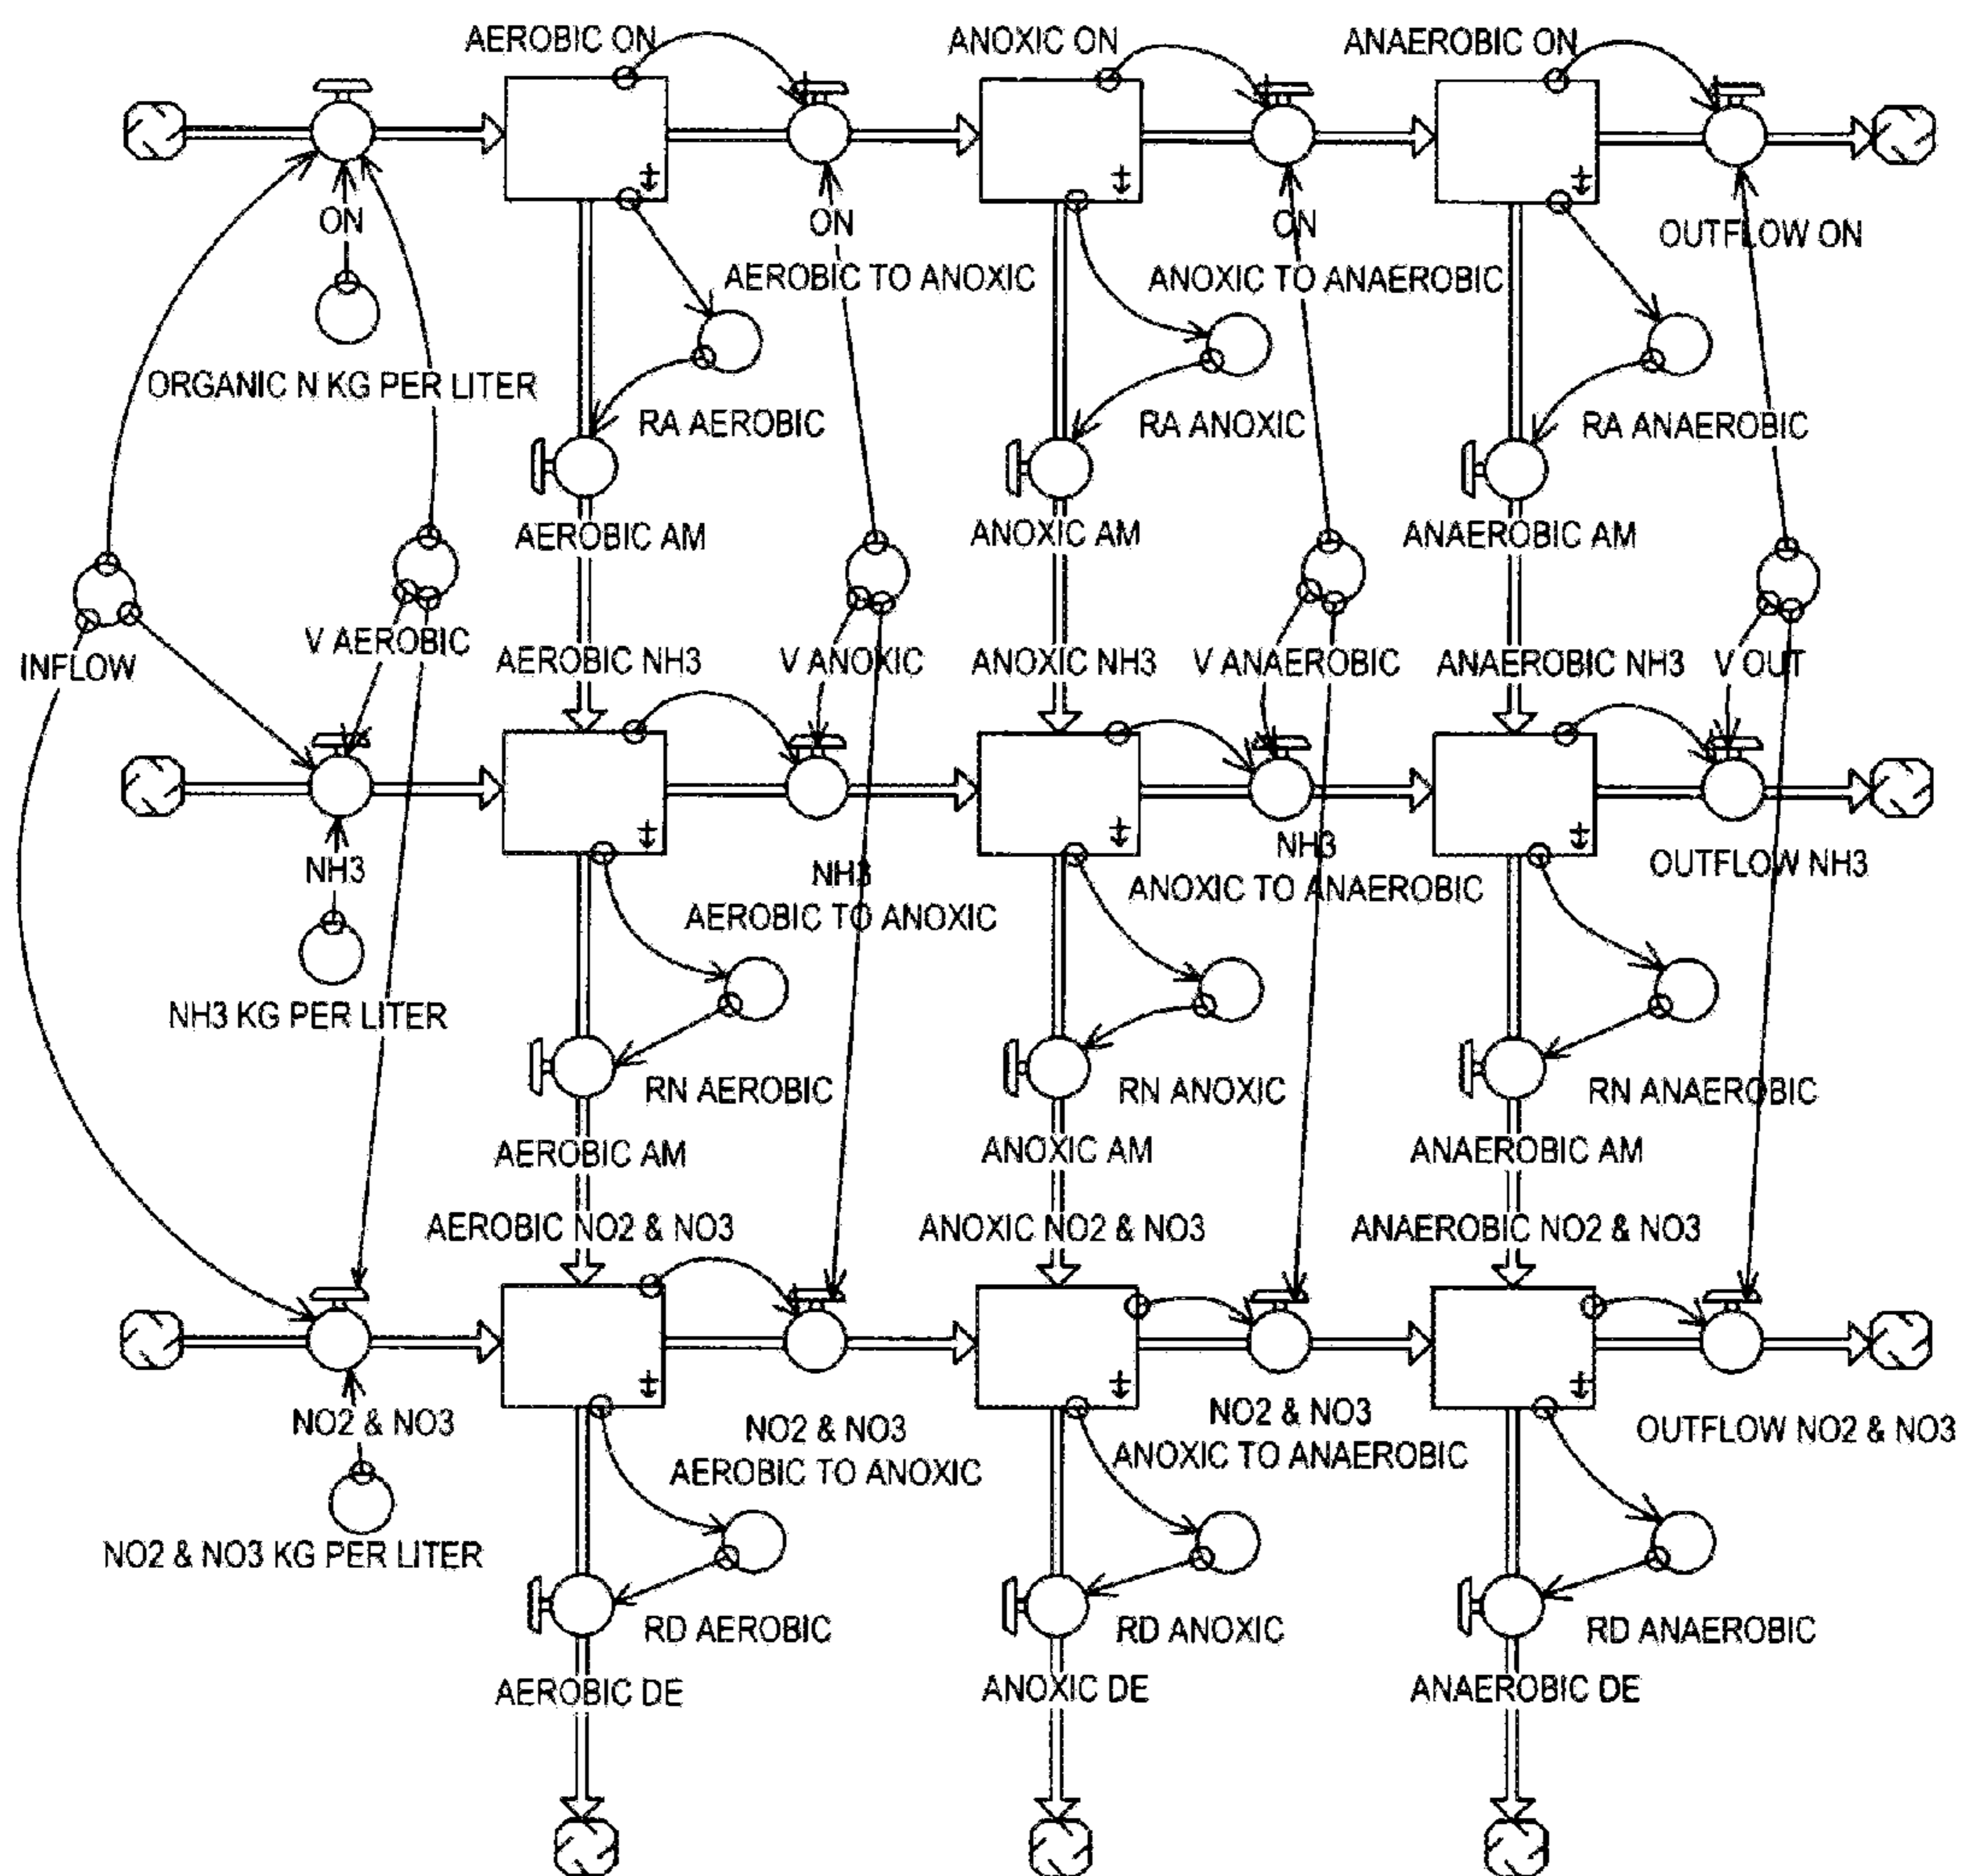 AEROBIC ON
ANOXIC ON
ANAEROBIC ON
ON
ON
ON
OUTFLOW ON
AEROBIC TO ANOXIC
ANOXIC TO ANAEROBIC
ORGANIC N KG PER LITER
RA AEROBIC
RA ANOXIC
RA ANAEROBIC
AEROBIC AM
ANOXIC AM
ANAEROBIC AM
INFLOW
V AEROBIC
AEROBIC NH3
V ANOXIC
ANOXIC NH3
V ANAEROBIC
ANAEROBIC NH3
V OUT
NH3
NH3
AEROBIC TO ANOXIC
NH3
ANOXIC TO ANAEROBIC
OUTFLOW NH3
NH3 KG PER LITER
RN AEROBIC
RN ANOXIC
RN ANAEROBIC
AEROBIC AM
ANOXIC AM
ANAEROBIC AM
AEROBIC NO2 & NO3
ANOXIC NO2 & NO3
ANAEROBIC NO2 & NO3
NO2 & NO3
NO2 & NO3
AEROBIC TO ANOXIC
NO2 & NO3
ANOXIC TO ANAEROBIC
OUTFLOW NO2 & NO3
NO2 & NO3 KG PER LITER
RD AEROBIC
RD ANOXIC
RD ANAEROBIC
AEROBIC DE
ANOXIC DE
ANAEROBIC DE